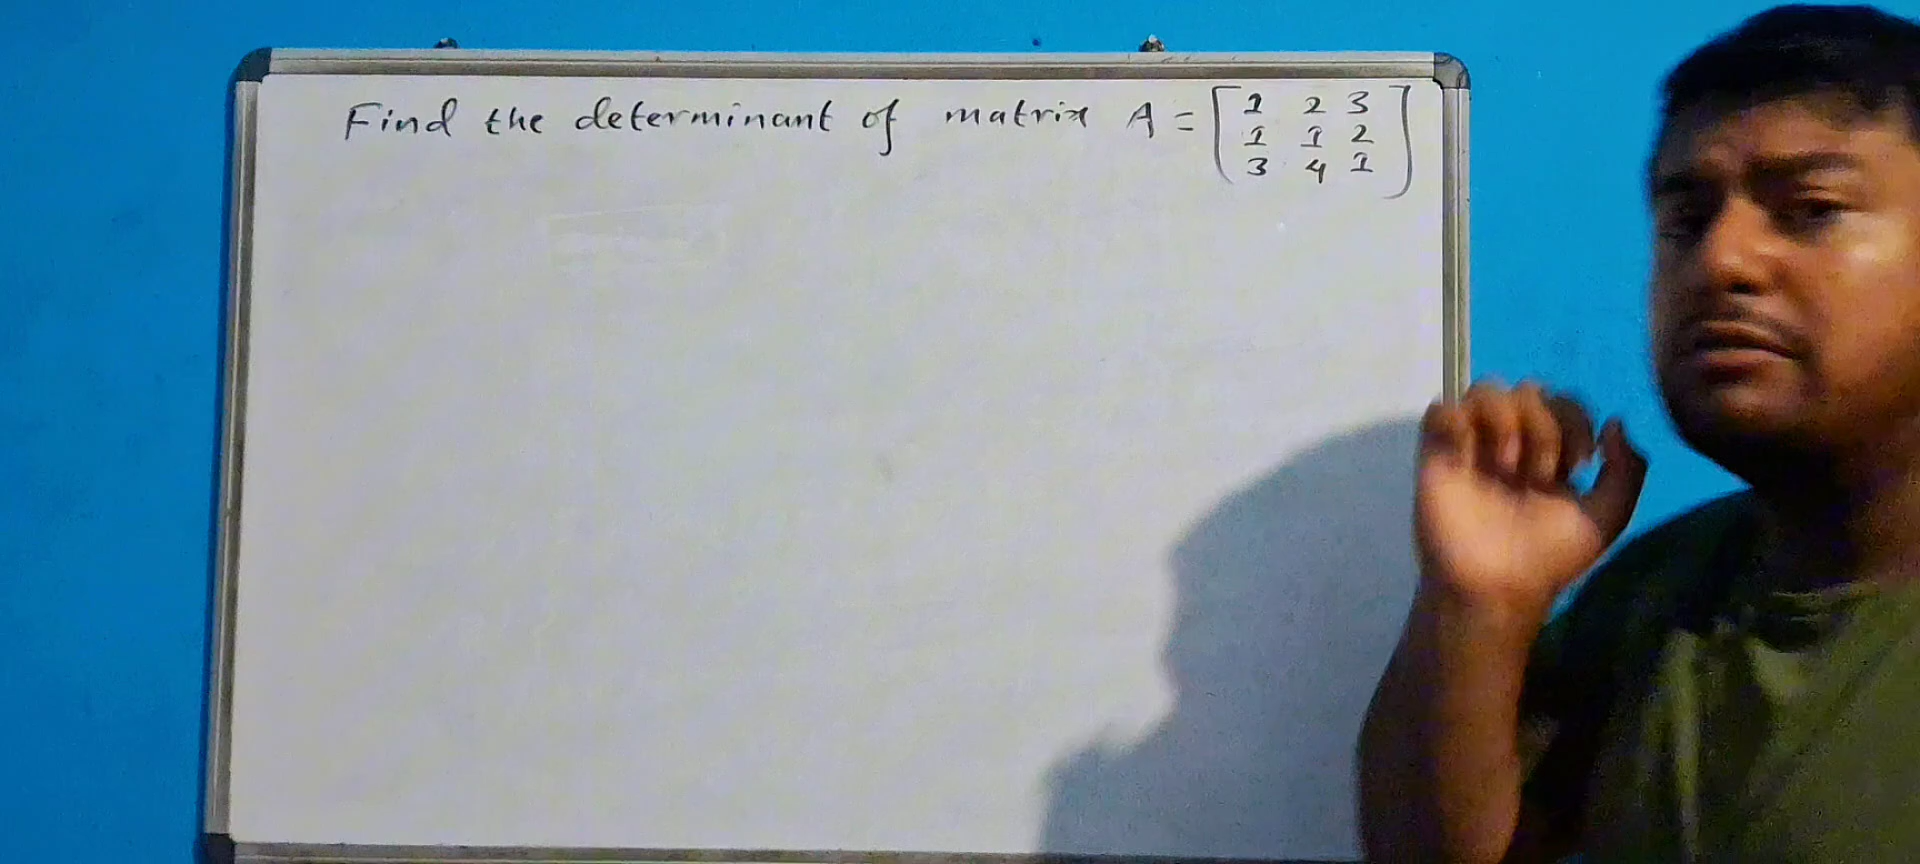 Find the determinant of matrix A = [1 2 3
1 1 2
3 4 1]